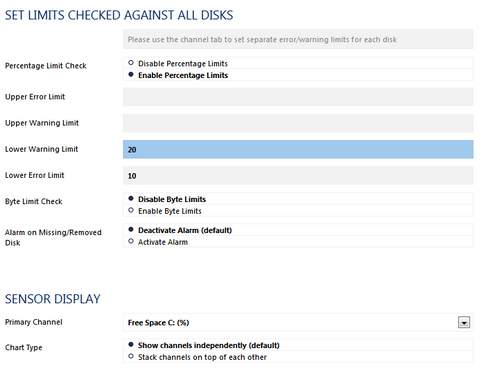 SET LIMITS CHECKED AGAINST ALL DISKS
Please use the channel tab to set separate error/warning limits for each disk
Percentage Limit Check
Disable Percentage Limits
Enable Percentage Limits
Upper Error Limit
Upper Warning Limit
Lower Warning Limit
20
Lower Error Limit
10
Byte Limit Check
Disable Byte Limits
Enable Byte Limits
Alarm on Missing/Removed
Disk
Deactivate Alarm (default)
Activate Alarm
SENSOR DISPLAY
Primary Channel
Free Space C: (%)
Chart Type
Show channels independently (default)
Stack channels on top of each other